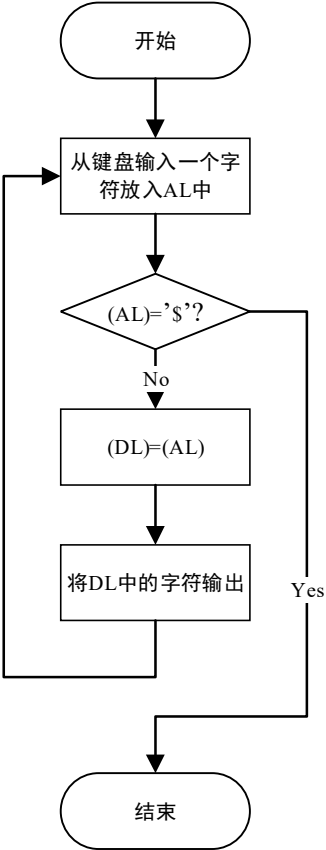 开始
从键盘输入一个字
符放入AL中
(AL)=’$’?
No
(DL)=(AL)
将DL中的字符输出
Yes
结束